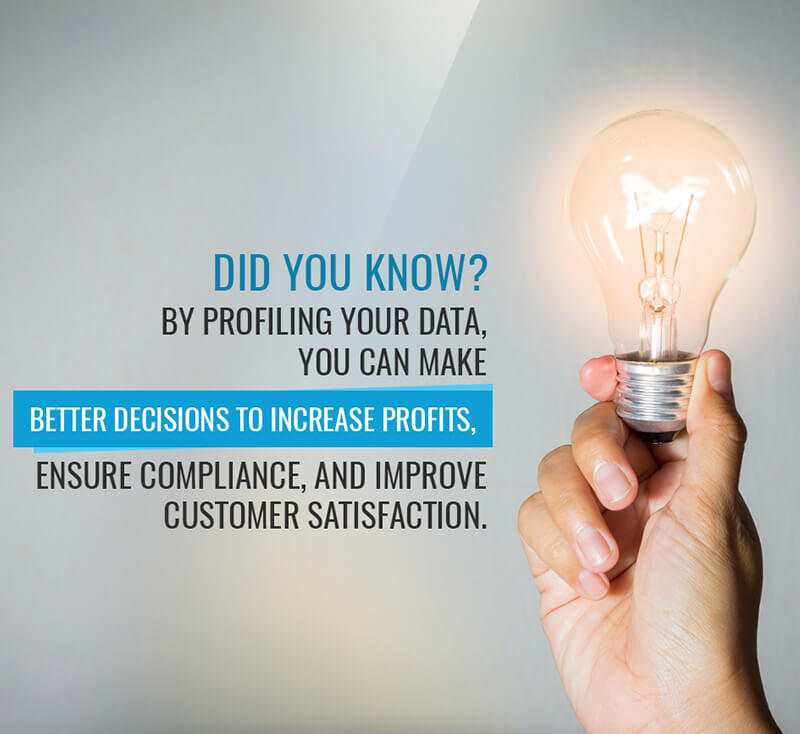 DID YOU KNOW?
BY PROFILING YOUR DATA,
YOU CAN MAKE
BETTER DECISIONS TO INCREASE PROFITS,
ENSURE COMPLIANCE, AND IMPROVE
CUSTOMER SATISFACTION.